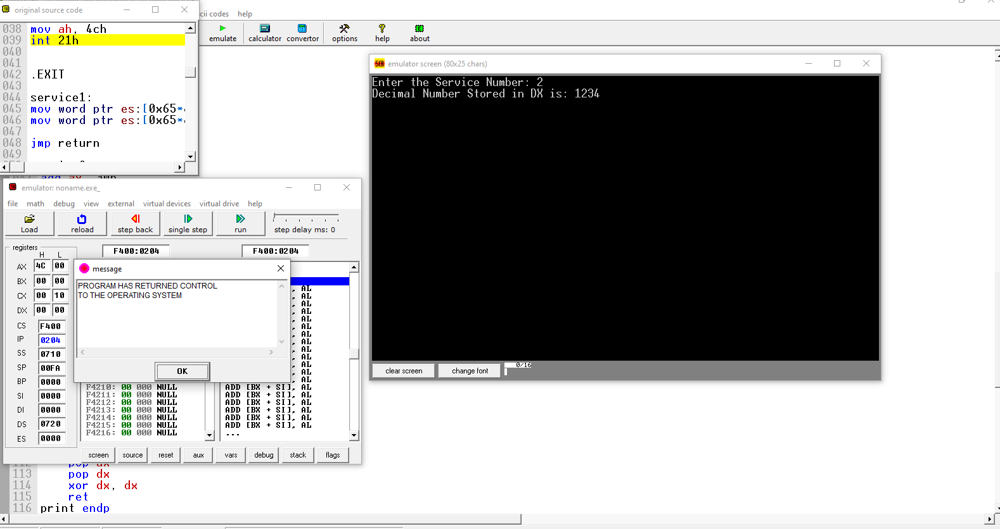 original source code
cii codes help
038 mov ah, 4ch
039 int 21h
040
041
042 .EXIT
043
044 service1:
045 mov word ptr es:[0x65*
046 mov word ptr es:[0x65*
047
048 jmp return
049
emulate calculator convertor options help about
SCR emulator screen (80x25 chars)
Enter the Service Number: 2
Decimal Number Stored in DX is: 1234
clear screen change font 0/16
emulator: noname.exe_
file math debug view external virtual devices virtual drive help
Load reload step back single step run step delay ms: 0
registers F400:0204 F400:0204
H L
AX 4C 00
BX 00 00
CX 00 10
DX 00 00
CS F400
IP 0204
SS 0710
SP 00FA
BP 0000
SI 0000
DI 0000
DS 0720
ES 0000
message
PROGRAM HAS RETURNED CONTROL
TO THE OPERATING SYSTEM
OK
, AL
, AL
, AL
, AL
, AL
, AL
, AL
, AL
, AL
, AL
, AL
, AL
, AL
F4210: 00 000 NULL ADD [BX + SI], AL
F4211: 00 000 NULL ADD [BX + SI], AL
F4212: 00 000 NULL ADD [BX + SI], AL
F4213: 00 000 NULL ADD [BX + SI], AL
F4214: 00 000 NULL ADD [BX + SI], AL
F4215: 00 000 NULL ADD [BX + SI], AL
F4216: 00 000 NULL ...
screen source reset aux vars debug stack flags
112 pop ax
113 pop dx
114 xor dx, dx
115 ret
116 print endp